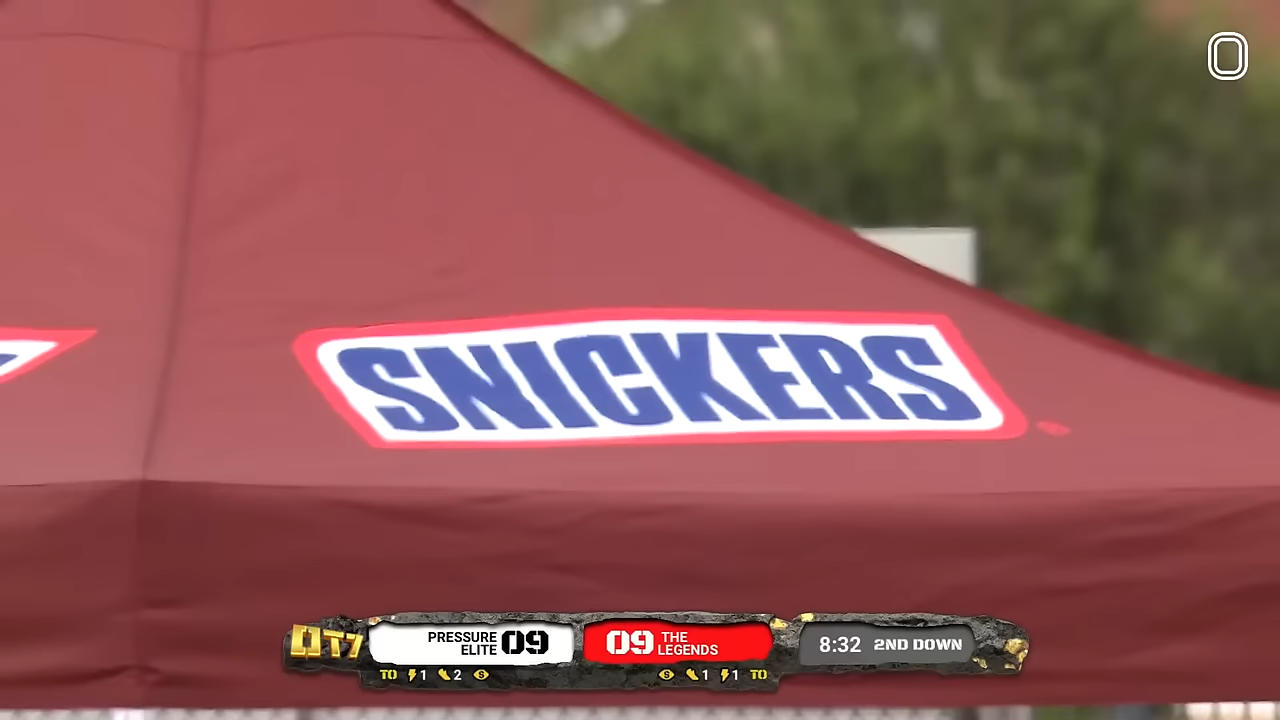 SNICKERS
OT7
PRESSURE ELITE 09
09 THE LEGENDS
8:32 2ND DOWN
TO 1 2 S
S 1 1 TO